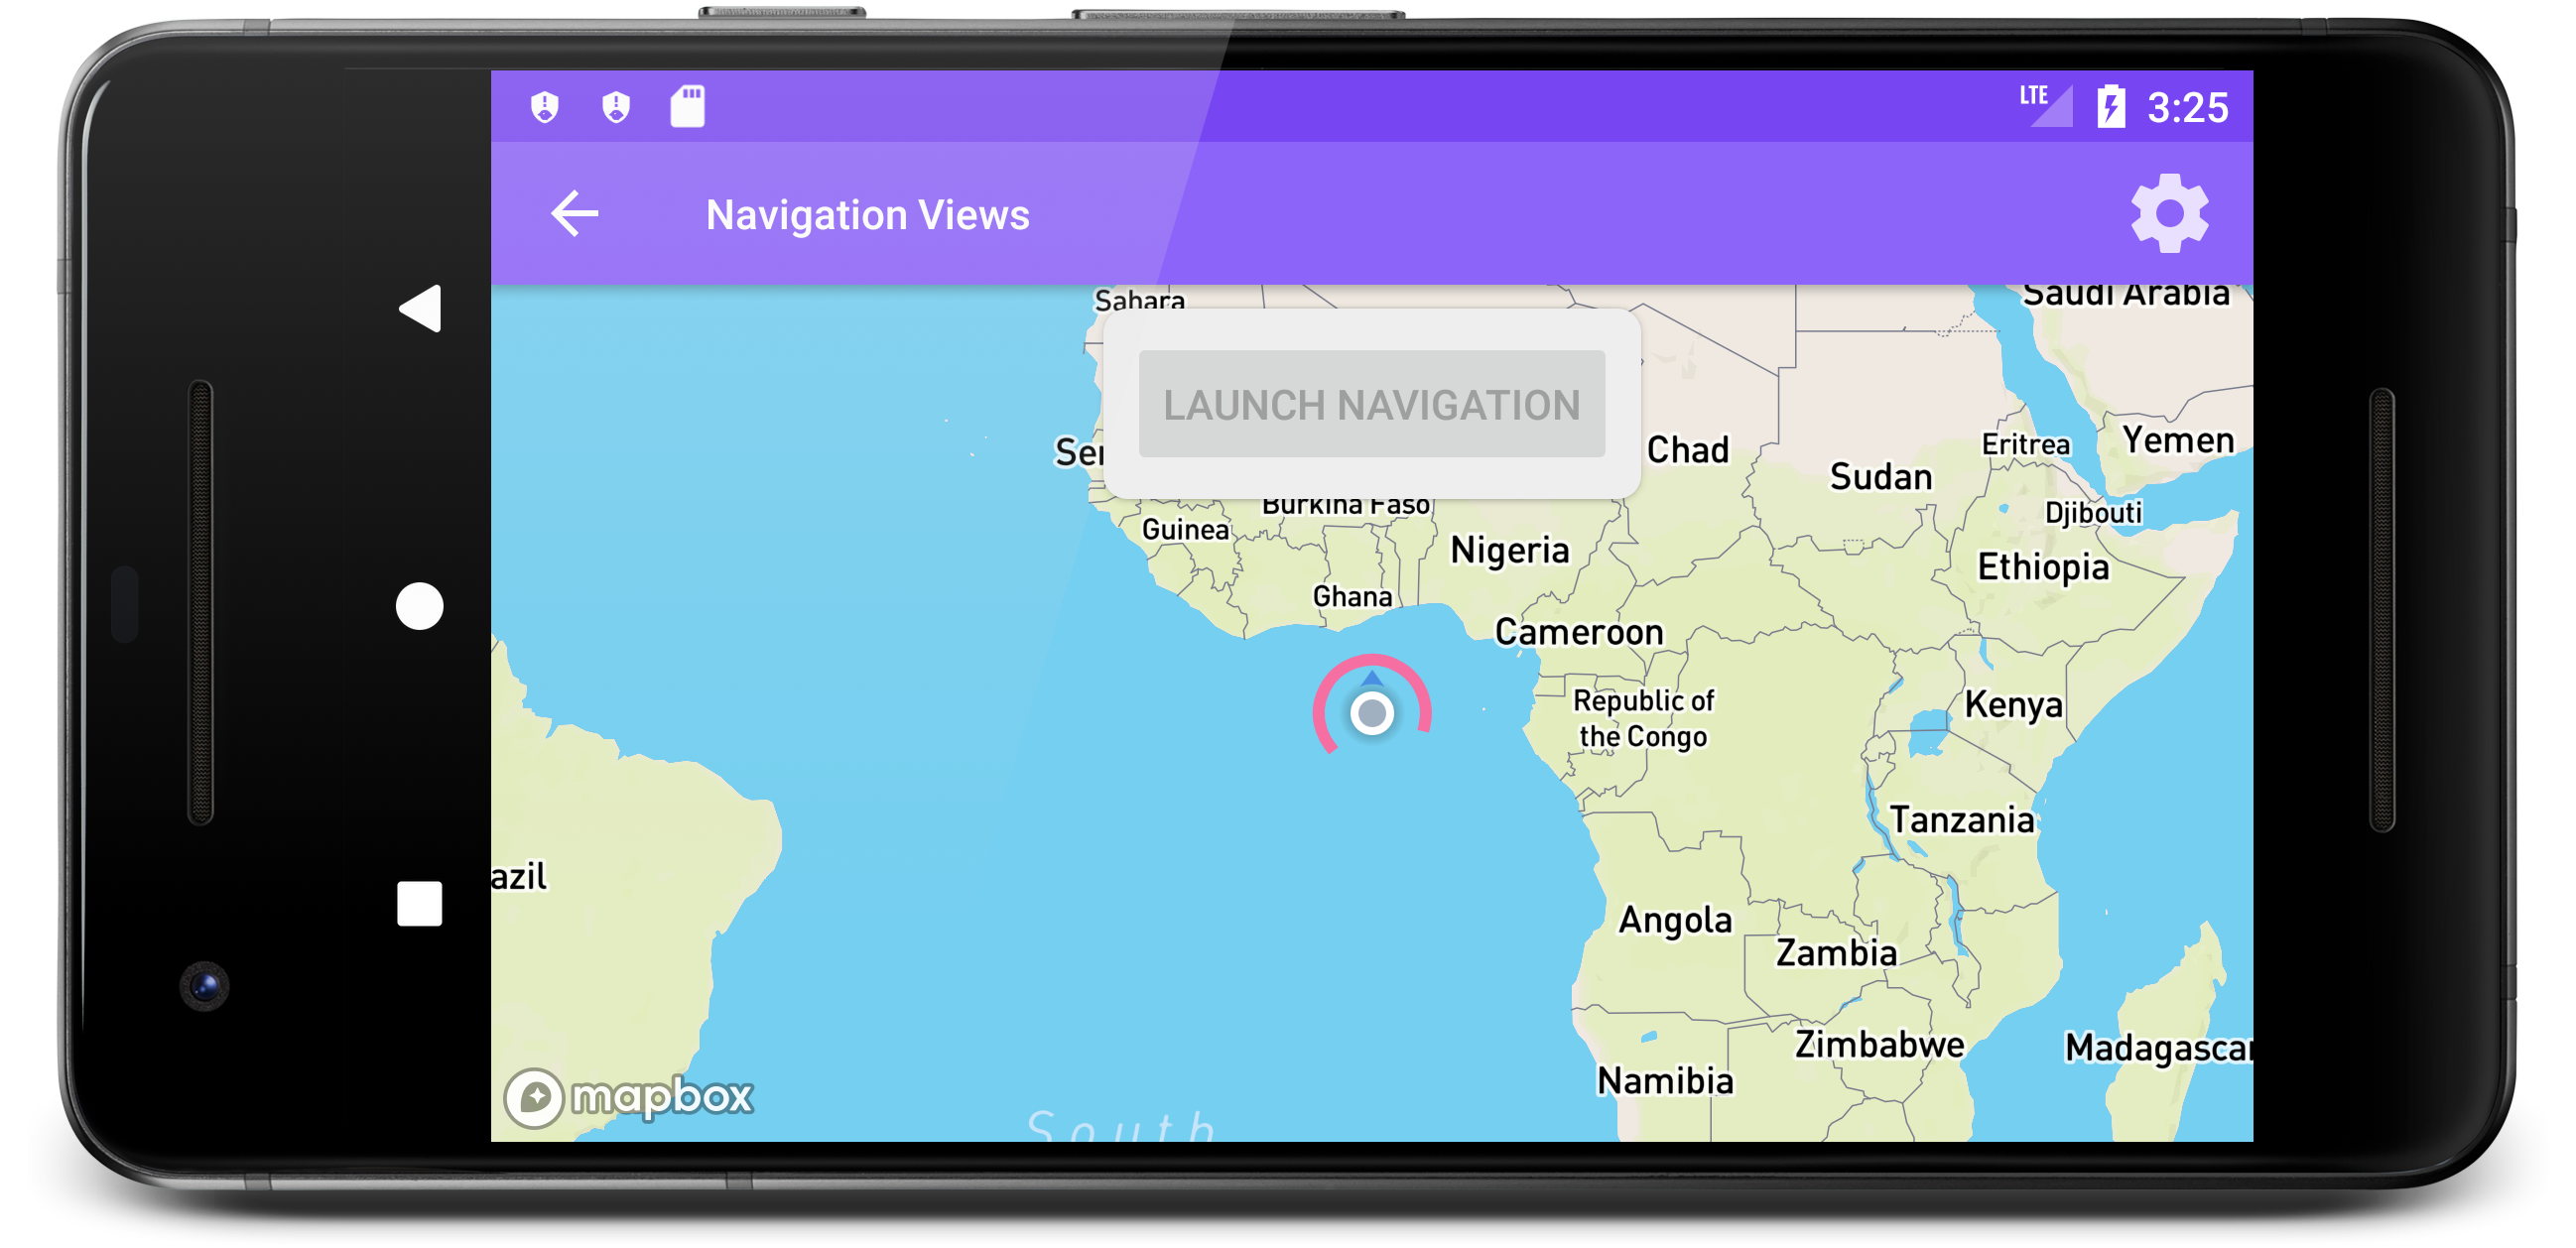 LTE 3:25
Navigation Views
Sahara
Saudi Arabia
LAUNCH NAVIGATION
Yemen
Eritrea
Chad
Ser
Sudan
Burkina Faso
Djibouti
Guinea
Nigeria
Ethiopia
Ghana
Cameroon
Republic of
the Congo
Kenya
Tanzania
azil
Angola
Zambia
Zimbabwe
Madagascar
Namibia
mapbox
South